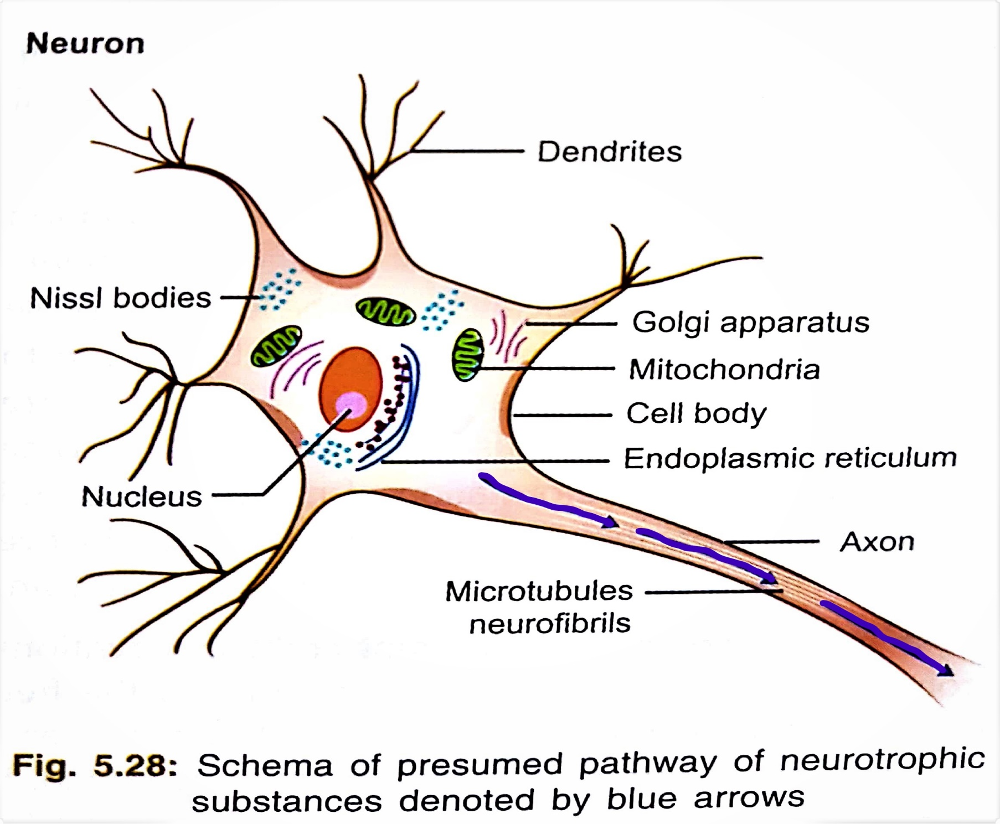 Neuron
Dendrites
Nissl bodies
Golgi apparatus
Mitochondria
Cell body
Endoplasmic reticulum
Nucleus
Axon
Microtubules
neurofibrils
Fig. 5.28: Schema of presumed pathway of neurotrophic
substances denoted by blue arrows